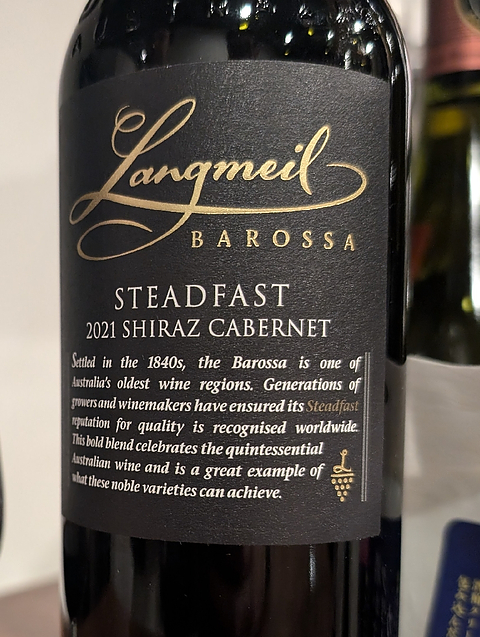 Langmeil
BAROSSA
STEADFAST
2021 SHIRAZ CABERNET
Settled in the 1840s, the Barossa is one of
Australia's oldest wine regions. Generations of
growers and winemakers have ensured its Steadfast
reputation for quality is recognised worldwide.
This bold blend celebrates the quintessential
Australian wine and is a great example of
what these noble varieties can achieve.